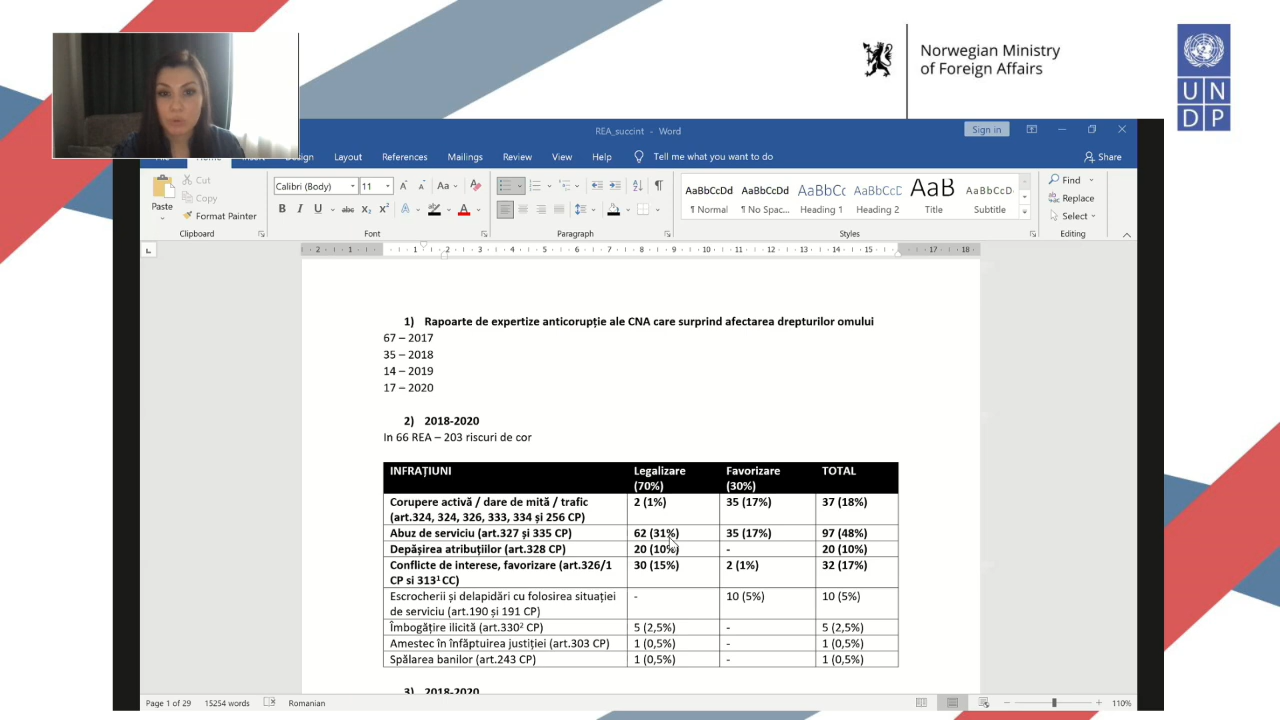 Norwegian Ministry
of Foreign Affairs
U N
D P
REA_succint - Word
Sign in
Home
Design
Layout
References
Mailings
Review
View
Help
Tell me what you want to do
Share
Paste
Cut
Copy
Format Painter
Clipboard
Calibri (Body)
11
Font
Paragraph
AaBbCcDd
¶ Normal
AaBbCcDd
¶ No Spac...
AaBbCc
Heading 1
AaBbCcD
Heading 2
AaB
Title
AaBbCcD
Subtitle
Styles
Find
Replace
Select
Editing
1) Rapoarte de expertize anticorupție ale CNA care surprind afectarea drepturilor omului
67 – 2017
35 – 2018
14 – 2019
17 – 2020
2) 2018-2020
In 66 REA – 203 riscuri de cor
INFRAȚIUNI Legalizare (70%) Favorizare (30%) TOTAL
Corupere activă / dare de mită / trafic (art.324, 324, 326, 333, 334 și 256 CP) 2 (1%) 35 (17%) 37 (18%)
Abuz de serviciu (art.327 și 335 CP) 62 (31%) 35 (17%) 97 (48%)
Depășirea atribuțiilor (art.328 CP) 20 (10%) - 20 (10%)
Conflicte de interese, favorizare (art.326/1 CP si 313¹ CC) 30 (15%) 2 (1%) 32 (17%)
Escrocherii și delapidări cu folosirea situației de serviciu (art.190 și 191 CP) - 10 (5%) 10 (5%)
Îmbogățire ilicită (art.330² CP) 5 (2,5%) - 5 (2,5%)
Amestec în înfăptuirea justiției (art.303 CP) 1 (0,5%) - 1 (0,5%)
Spălarea banilor (art.243 CP) 1 (0,5%) - 1 (0,5%)
3) 2018-2020
Page 1 of 29
15254 words
Romanian
110%